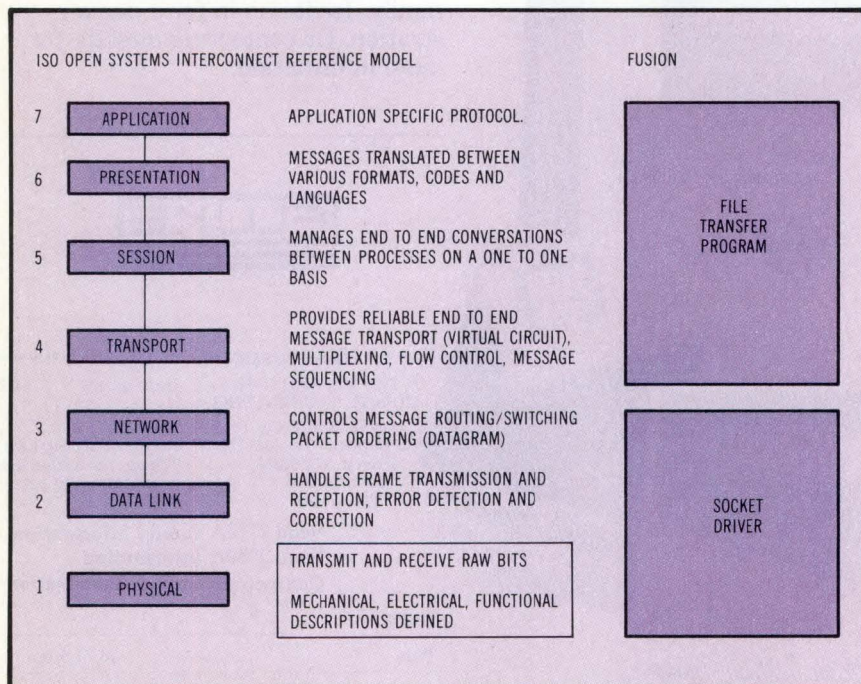 ISO OPEN SYSTEMS INTERCONNECT REFERENCE MODEL
FUSION
7
APPLICATION
APPLICATION SPECIFIC PROTOCOL.
6
PRESENTATION
MESSAGES TRANSLATED BETWEEN
VARIOUS FORMATS, CODES AND
LANGUAGES
5
SESSION
MANAGES END TO END CONVERSATIONS
BETWEEN PROCESSES ON A ONE TO ONE
BASIS
4
TRANSPORT
PROVIDES RELIABLE END TO END
MESSAGE TRANSPORT (VIRTUAL CIRCUIT),
MULTIPLEXING, FLOW CONTROL, MESSAGE
SEQUENCING
3
NETWORK
CONTROLS MESSAGE ROUTING/SWITCHING
PACKET ORDERING (DATAGRAM)
2
DATA LINK
HANDLES FRAME TRANSMISSION AND
RECEPTION, ERROR DETECTION AND
CORRECTION
1
PHYSICAL
TRANSMIT AND RECEIVE RAW BITS
MECHANICAL, ELECTRICAL, FUNCTIONAL
DESCRIPTIONS DEFINED
FILE
TRANSFER
PROGRAM
SOCKET
DRIVER